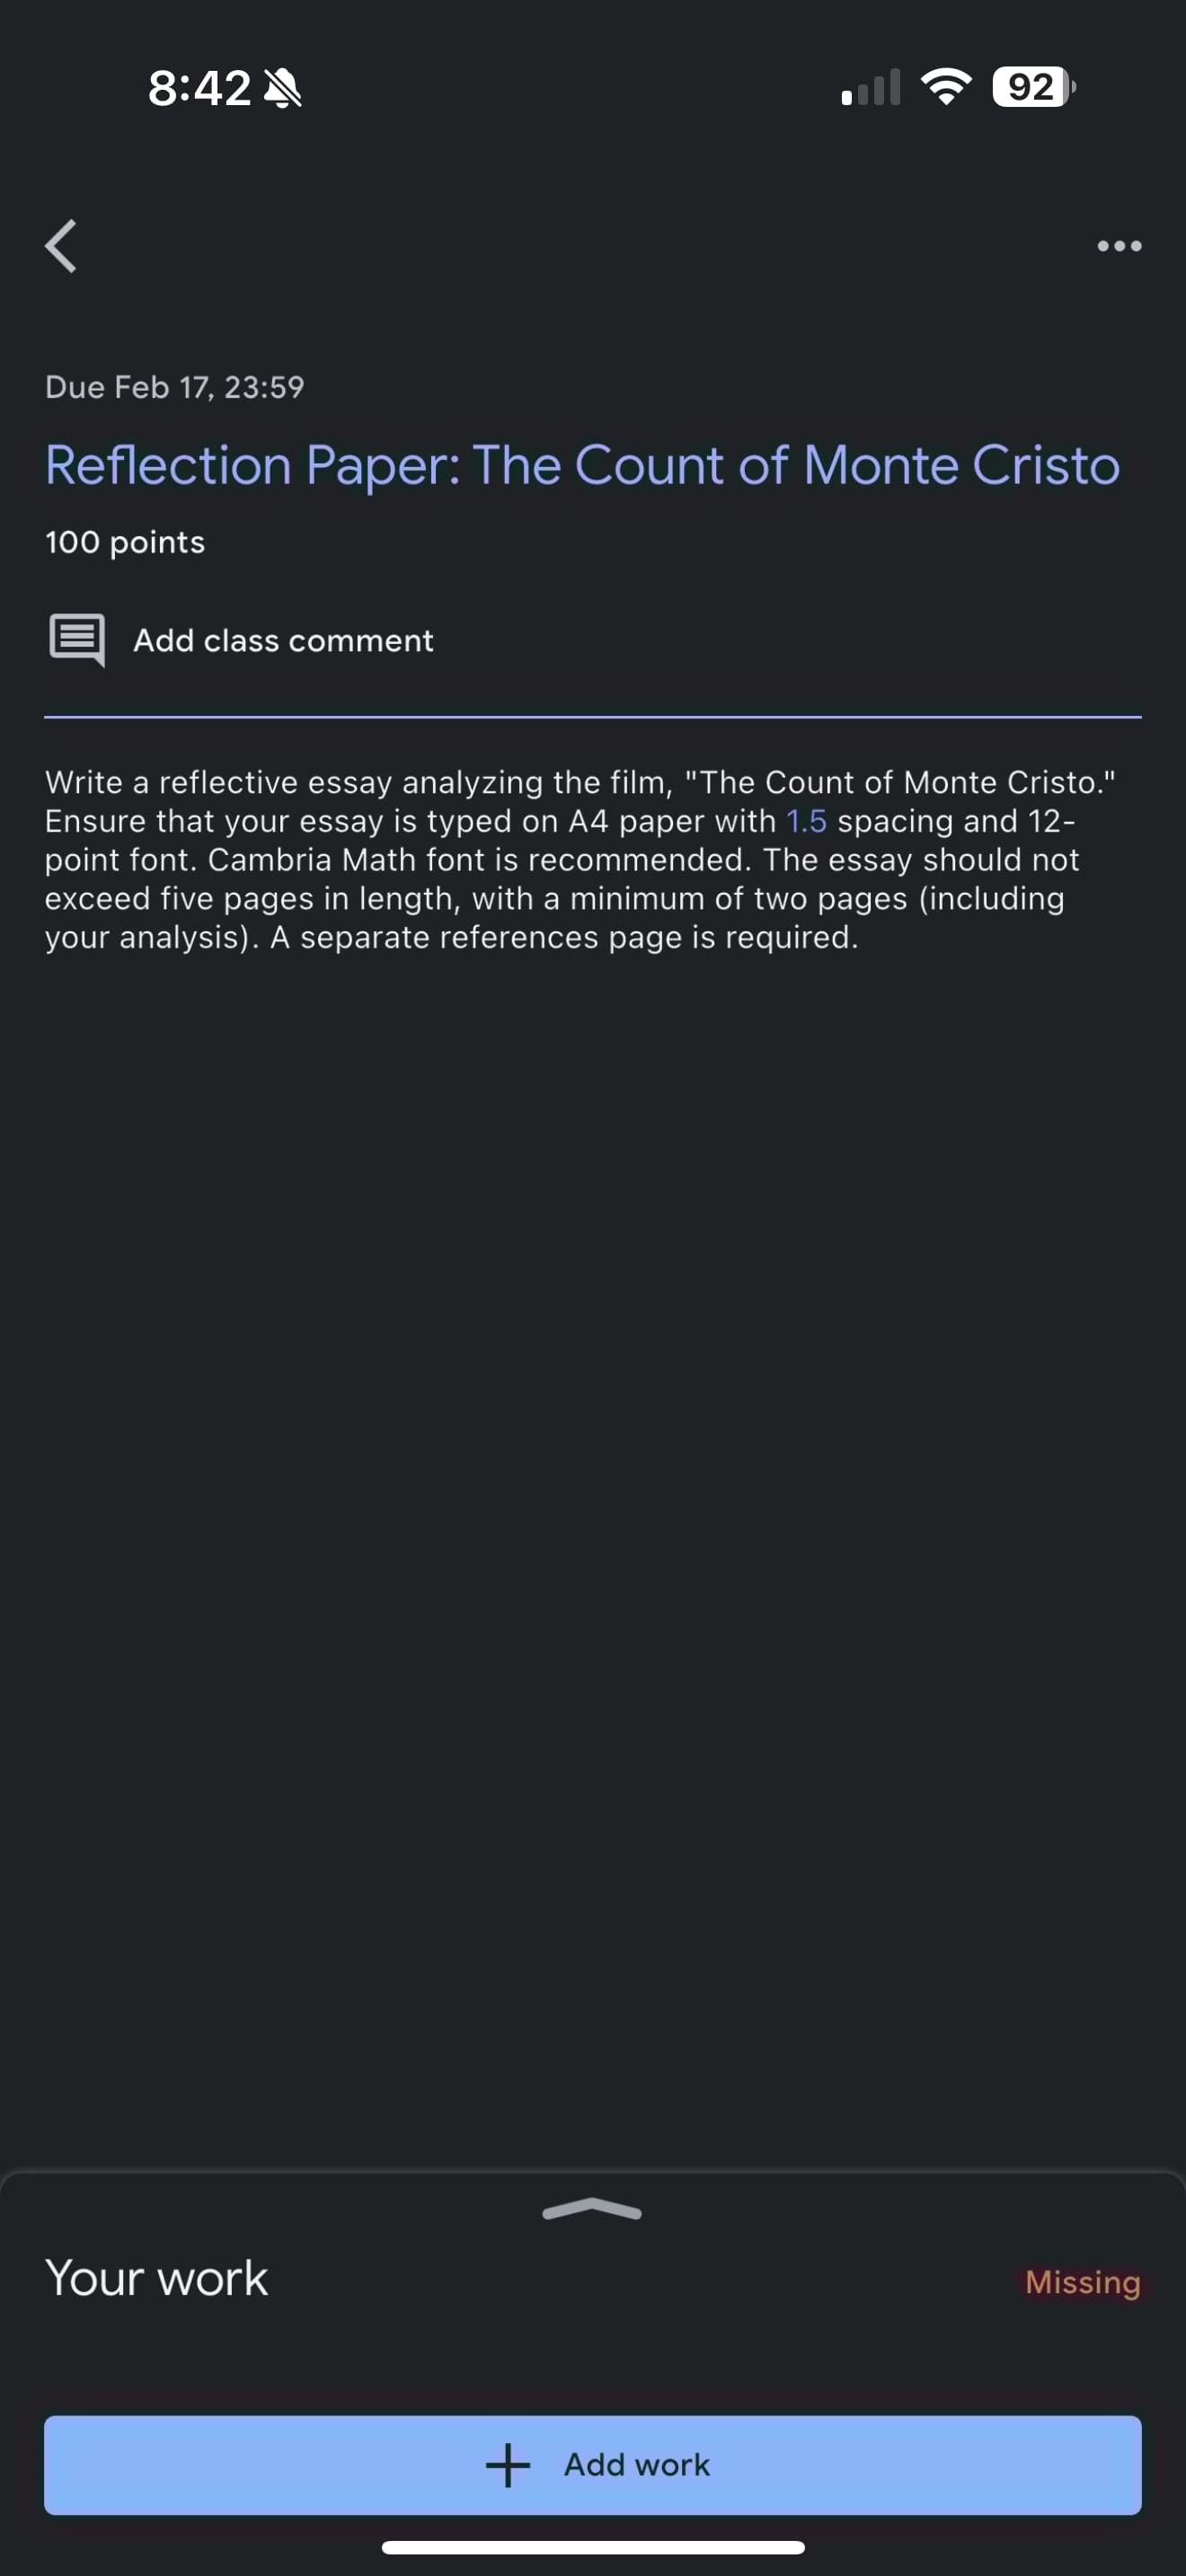 8:42
92
Due Feb 17, 23:59
Reflection Paper: The Count of Monte Cristo
100 points
Add class comment
Write a reflective essay analyzing the film, "The Count of Monte Cristo."
Ensure that your essay is typed on A4 paper with 1.5 spacing and 12-
point font. Cambria Math font is recommended. The essay should not
exceed five pages in length, with a minimum of two pages (including
your analysis). A separate references page is required.
Your work
Missing
Add work